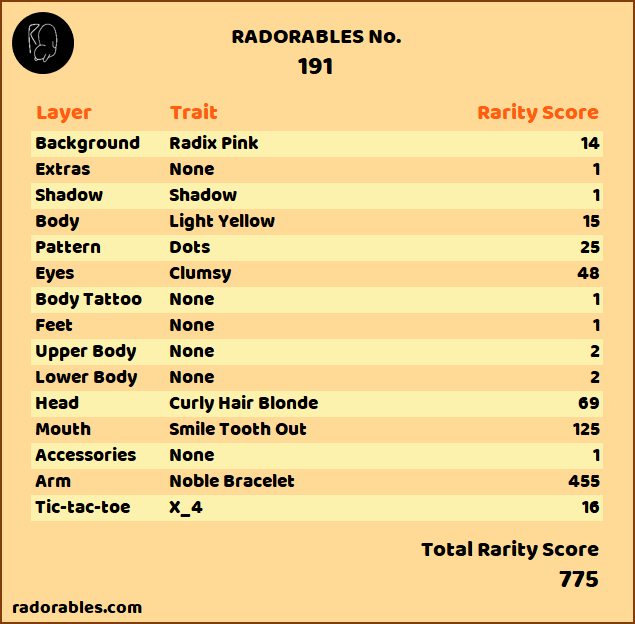 RADORABLES No.
191
Layer Trait Rarity Score
Background Radix Pink 14
Extras None 1
Shadow Shadow 1
Body Light Yellow 15
Pattern Dots 25
Eyes Clumsy 48
Body Tattoo None 1
Feet None 1
Upper Body None 2
Lower Body None 2
Head Curly Hair Blonde 69
Mouth Smile Tooth Out 125
Accessories None 1
Arm Noble Bracelet 455
Tic-tac-toe X_4 16
Total Rarity Score
775
radorables.com